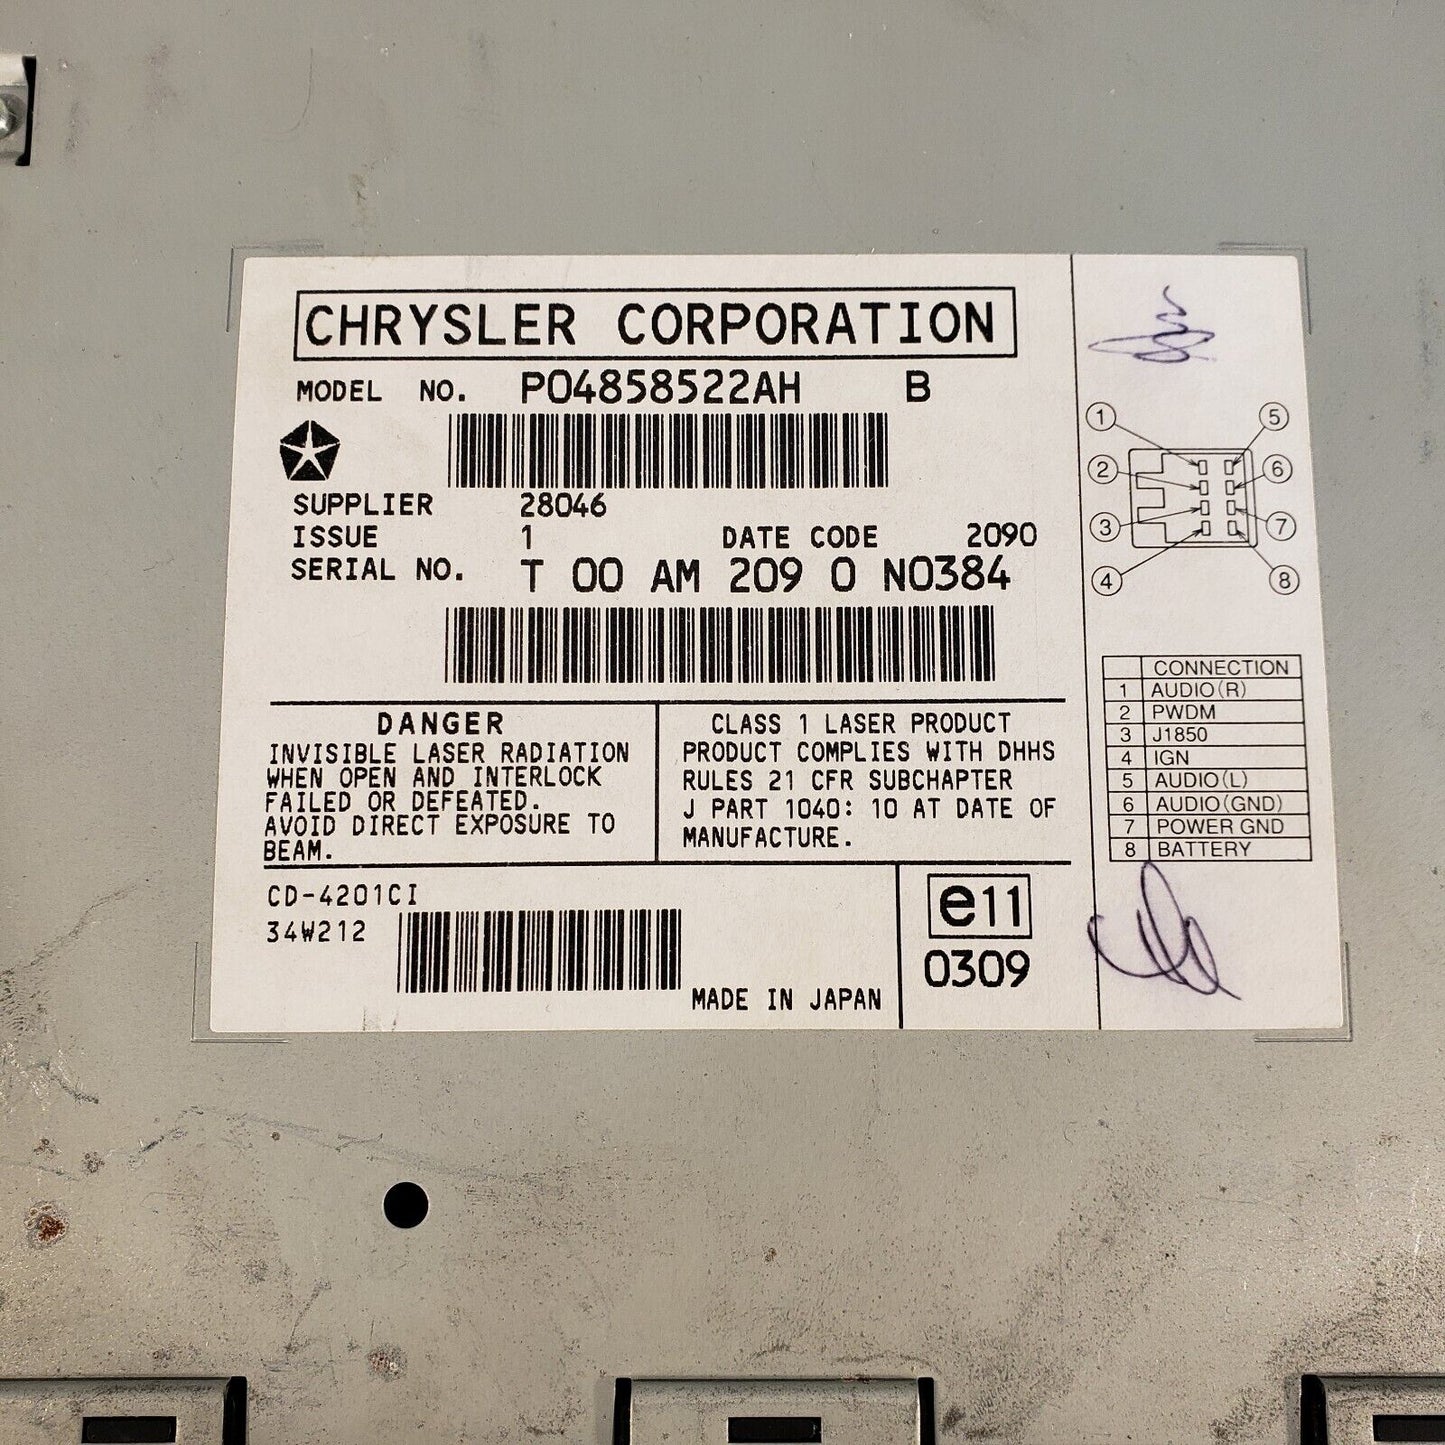 CHRYSLER CORPORATION
MODEL NO. P04858522AH B
SUPPLIER 28046
ISSUE 1 DATE CODE 2090
SERIAL NO. T 00 AM 209 0 N0384
DANGER
INVISIBLE LASER RADIATION
WHEN OPEN AND INTERLOCK
FAILED OR DEFEATED.
AVOID DIRECT EXPOSURE TO
BEAM.
CLASS 1 LASER PRODUCT
PRODUCT COMPLIES WITH DHHS
RULES 21 CFR SUBCHAPTER
J PART 1040: 10 AT DATE OF
MANUFACTURE.
CD-4201CI
34W212
MADE IN JAPAN
e11
0309
1 5
2 6
3 7
4 8
CONNECTION
1 AUDIO(R)
2 PWDM
3 J1850
4 IGN
5 AUDIO(L)
6 AUDIO(GND)
7 POWER GND
8 BATTERY